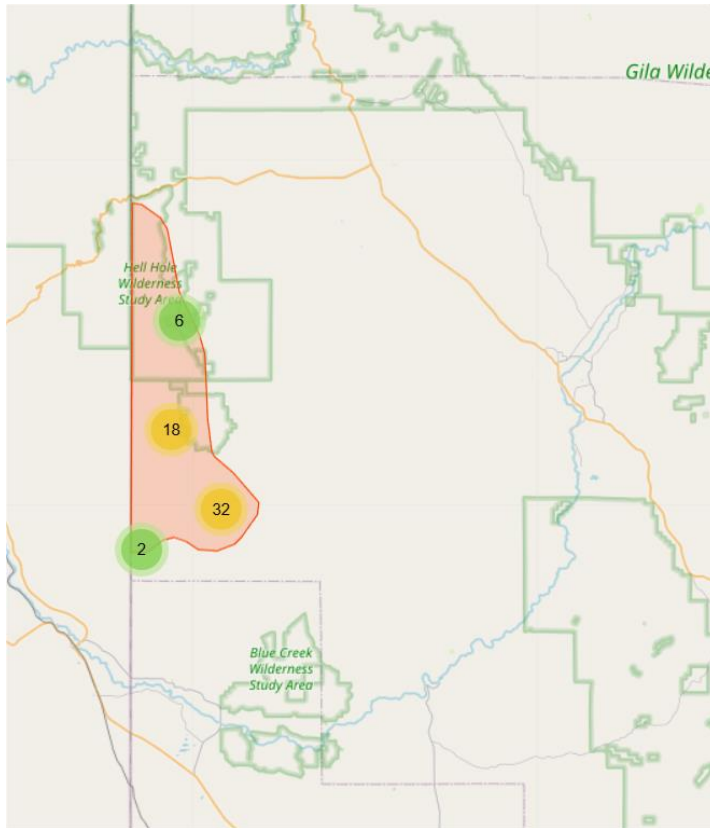 Gila Wilde
Hell Hole
Wilderness
Study Area
6
18
32
2
Blue Creek
Wilderness
Study Area